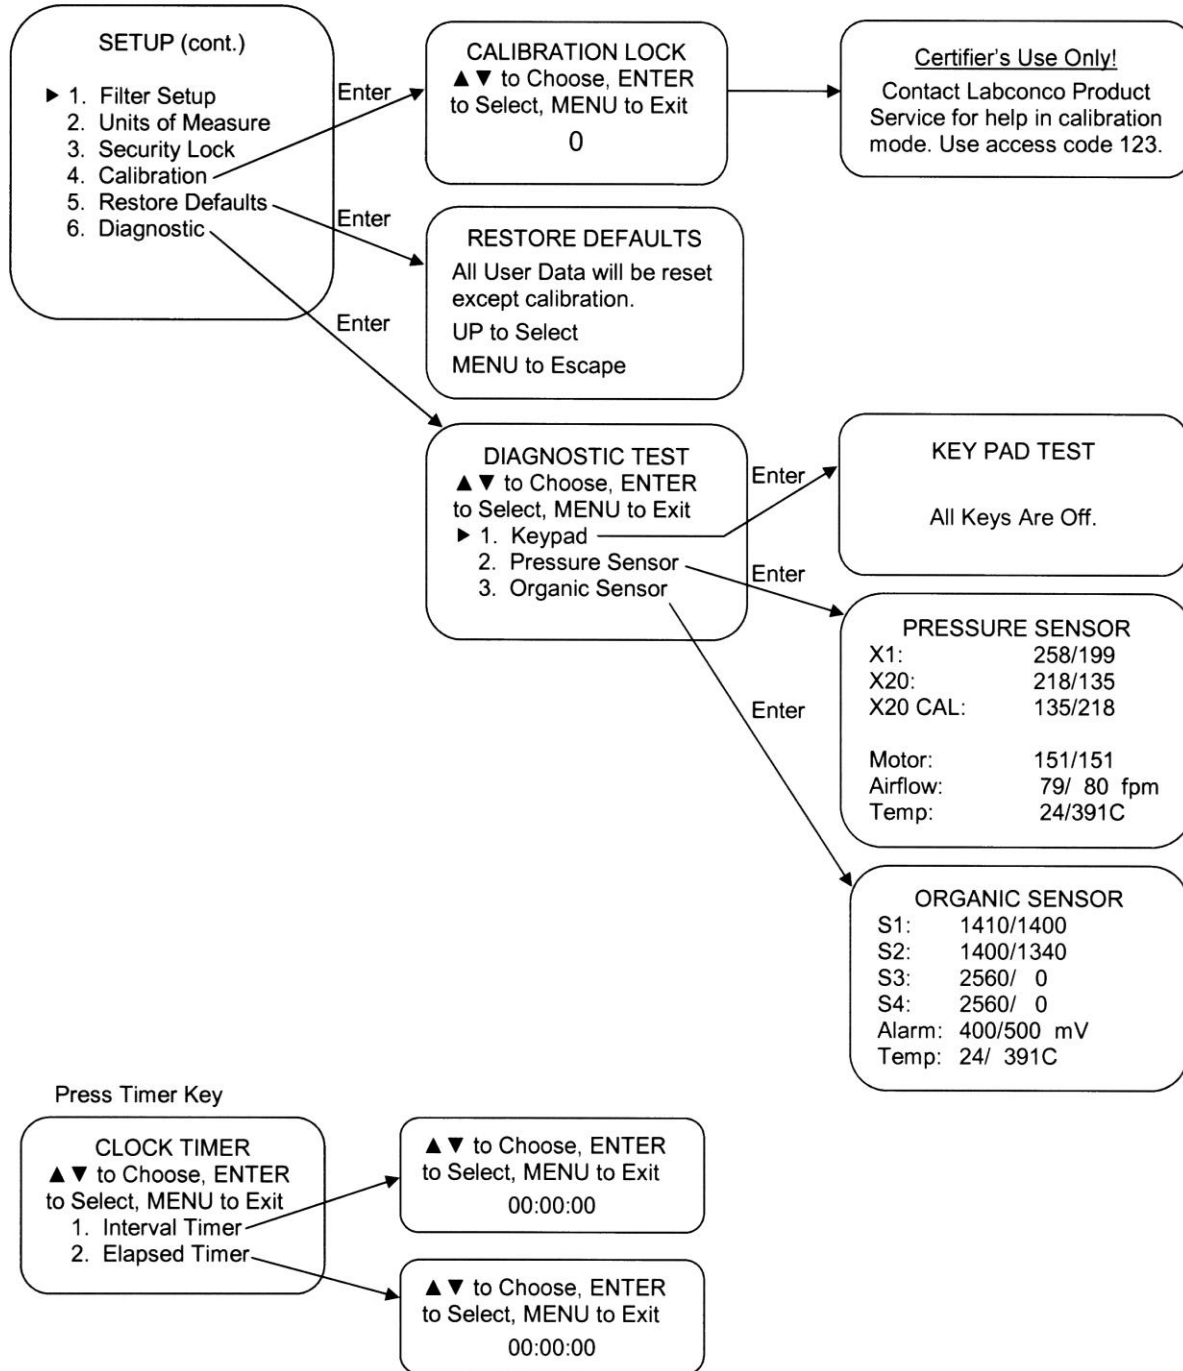 SETUP (cont.)
▶ 1. Filter Setup
2. Units of Measure
3. Security Lock
4. Calibration
5. Restore Defaults
6. Diagnostic
Enter
Enter
Enter
CALIBRATION LOCK
▲▼ to Choose, ENTER
to Select, MENU to Exit
0
Certifier's Use Only!
Contact Labconco Product
Service for help in calibration
mode. Use access code 123.
RESTORE DEFAULTS
All User Data will be reset
except calibration.
UP to Select
MENU to Escape
DIAGNOSTIC TEST
▲▼ to Choose, ENTER
to Select, MENU to Exit
▶ 1. Keypad
2. Pressure Sensor
3. Organic Sensor
Enter
Enter
Enter
KEY PAD TEST
All Keys Are Off.
PRESSURE SENSOR
X1: 258/199
X20: 218/135
X20 CAL: 135/218
Motor: 151/151
Airflow: 79/ 80 fpm
Temp: 24/391C
ORGANIC SENSOR
S1: 1410/1400
S2: 1400/1340
S3: 2560/ 0
S4: 2560/ 0
Alarm: 400/500 mV
Temp: 24/ 391C
Press Timer Key
CLOCK TIMER
▲▼ to Choose, ENTER
to Select, MENU to Exit
1. Interval Timer
2. Elapsed Timer
▲▼ to Choose, ENTER
to Select, MENU to Exit
00:00:00
▲▼ to Choose, ENTER
to Select, MENU to Exit
00:00:00